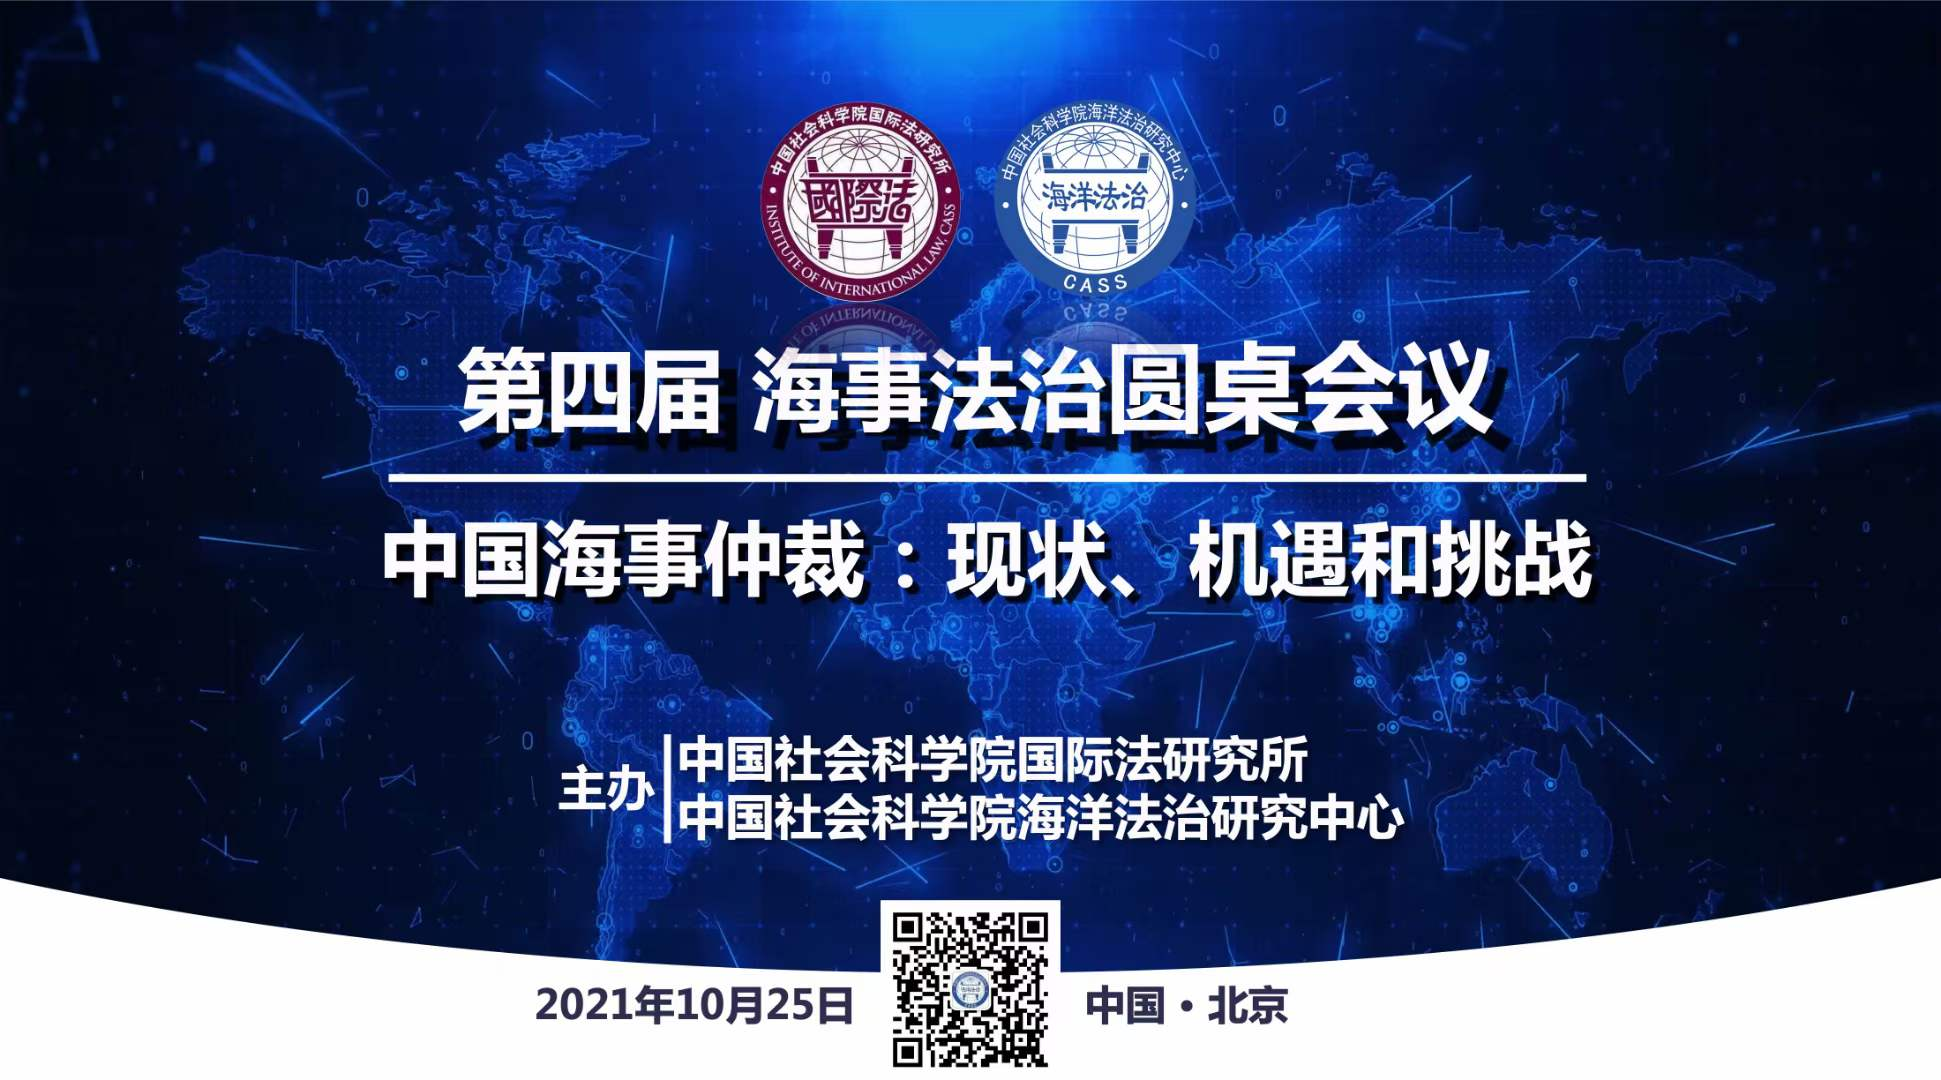 中国社会科学院国际法研究所
國際法
INSTITUTE OF INTERNATIONAL LAW, CASS
中国社会科学院海洋法治研究中心
海洋法治
CASS
第四届 海事法治圆桌会议
中国海事仲裁：现状、机遇和挑战
主办
中国社会科学院国际法研究所
中国社会科学院海洋法治研究中心
2021年10月25日
中国·北京